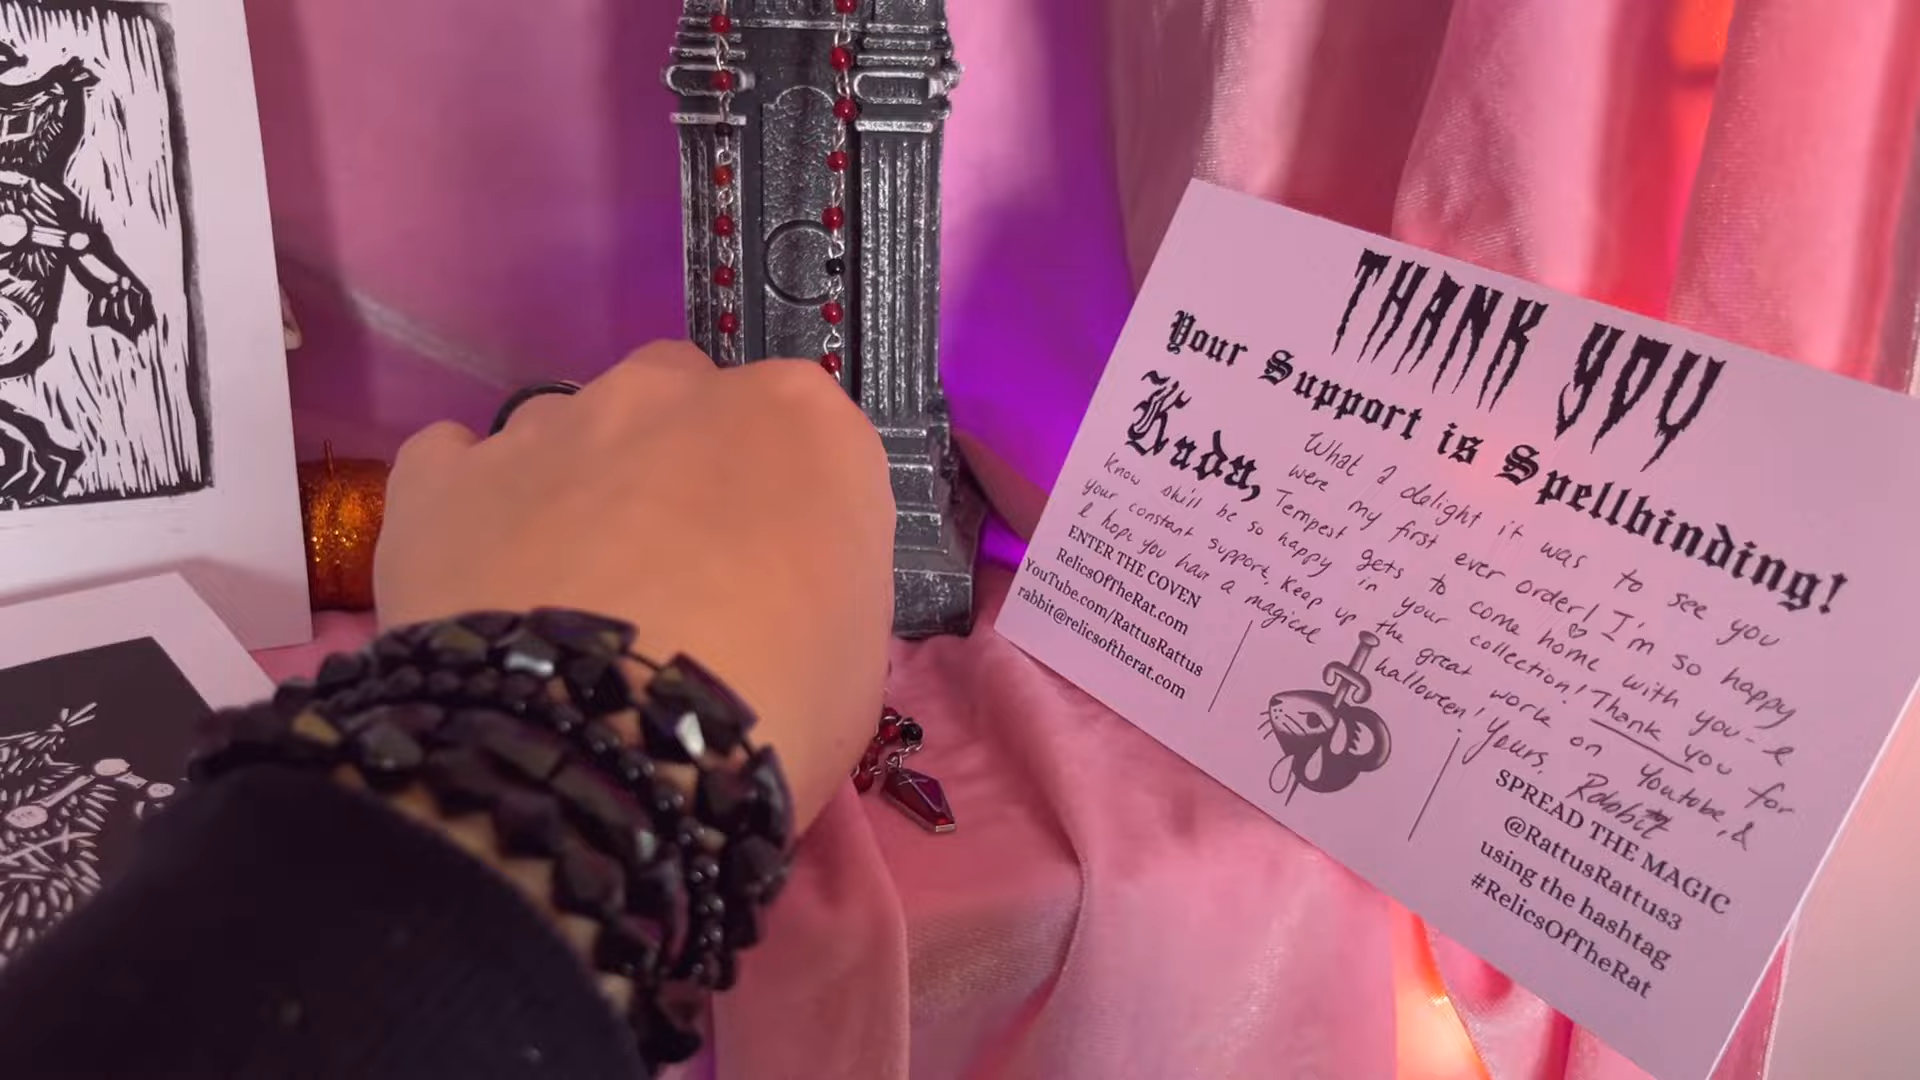 THANK YOU
Your Support is Spellbinding!
What a delight it was to see you
were my first ever order! I'm so happy
Tempest gets to come home with you - &
know she'll be so happy in your collection! Thank you for
your constant support. Keep up the great work on Youtube, &
I hope you have a magical halloween! Yours, Rabbit
ENTER THE COVEN
RelicsOfTheRat.com
YouTube.com/RattusRattus
rabbit@relicsoftherat.com
SPREAD THE MAGIC
@RattusRattus3
using the hashtag
#RelicsOfTheRat